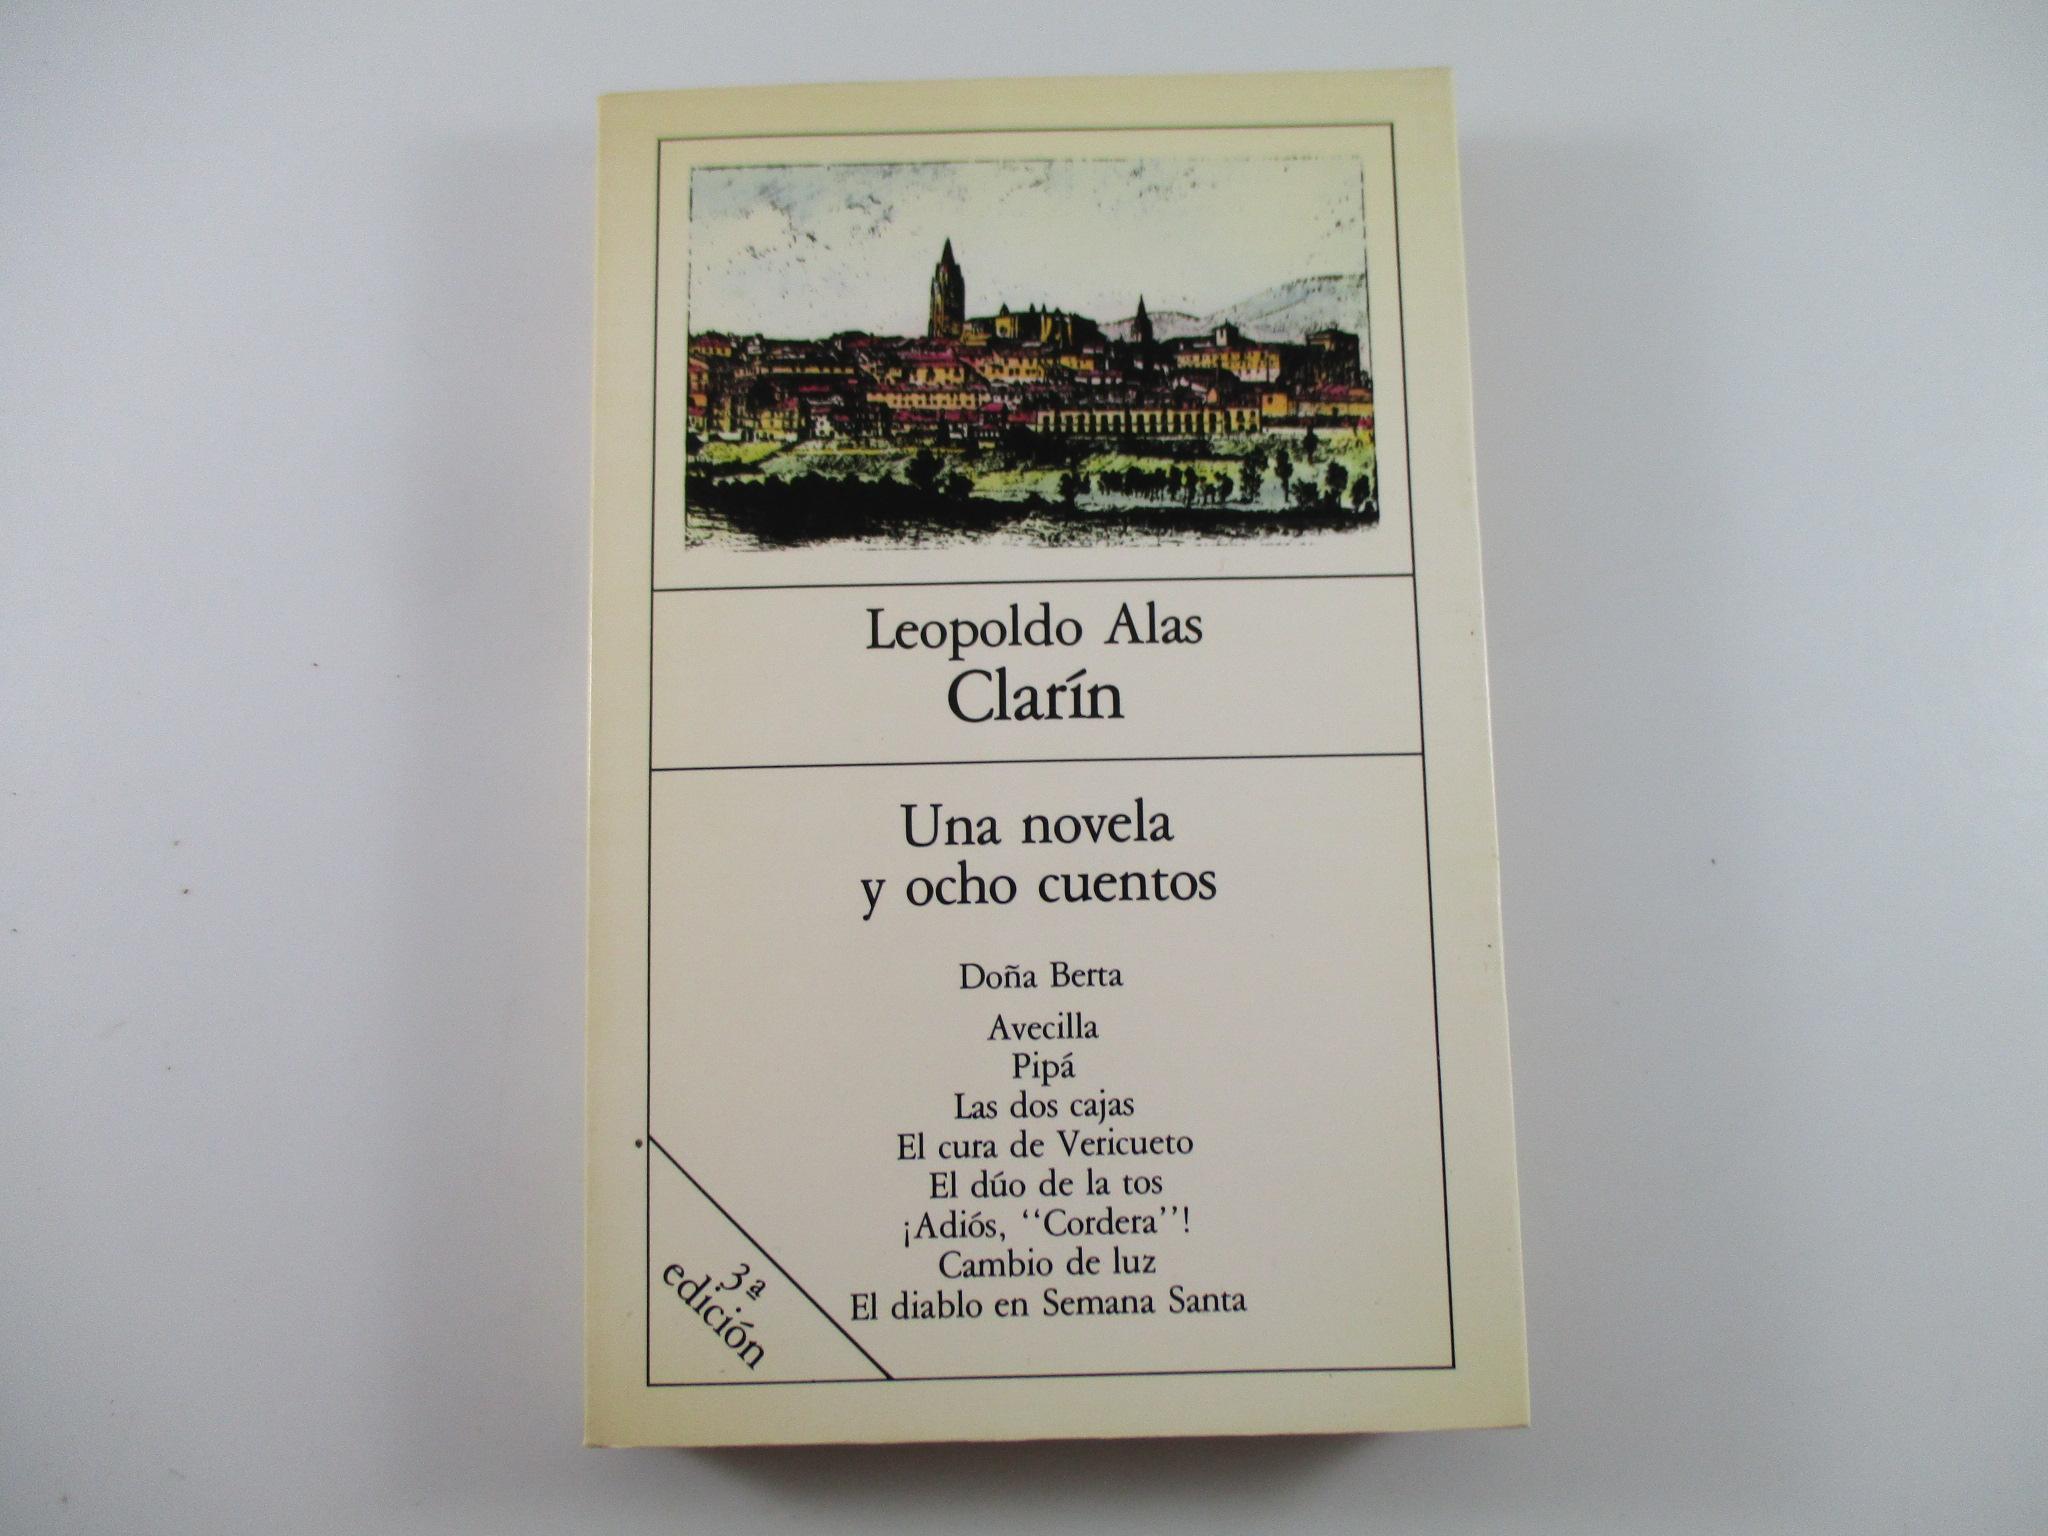 Leopoldo Alas
Clarín
Una novela
y ocho cuentos
Doña Berta
Avecilla
Pipá
Las dos cajas
El cura de Vericueto
El dúo de la tos
¡Adiós, “Cordera”!
Cambio de luz
El diablo en Semana Santa
3ª
edición